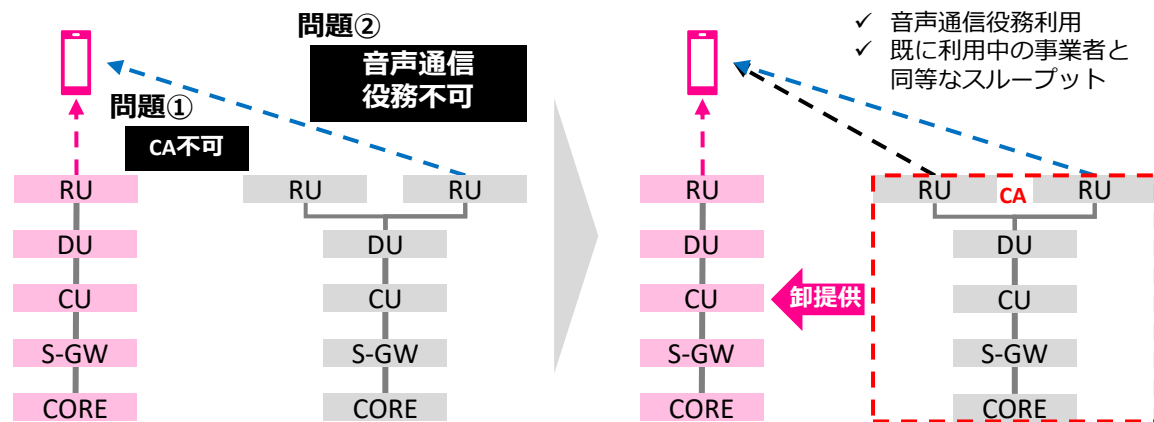 問題②
音声通信
役務不可
問題①
CA不可
RU
DU
CU
S-GW
CORE
RU
RU
DU
CU
S-GW
CORE
✓ 音声通信役務利用
✓ 既に利用中の事業者と
同等なスループット
RU
DU
CU
S-GW
CORE
卸提供
RU
CA
RU
DU
CU
S-GW
CORE